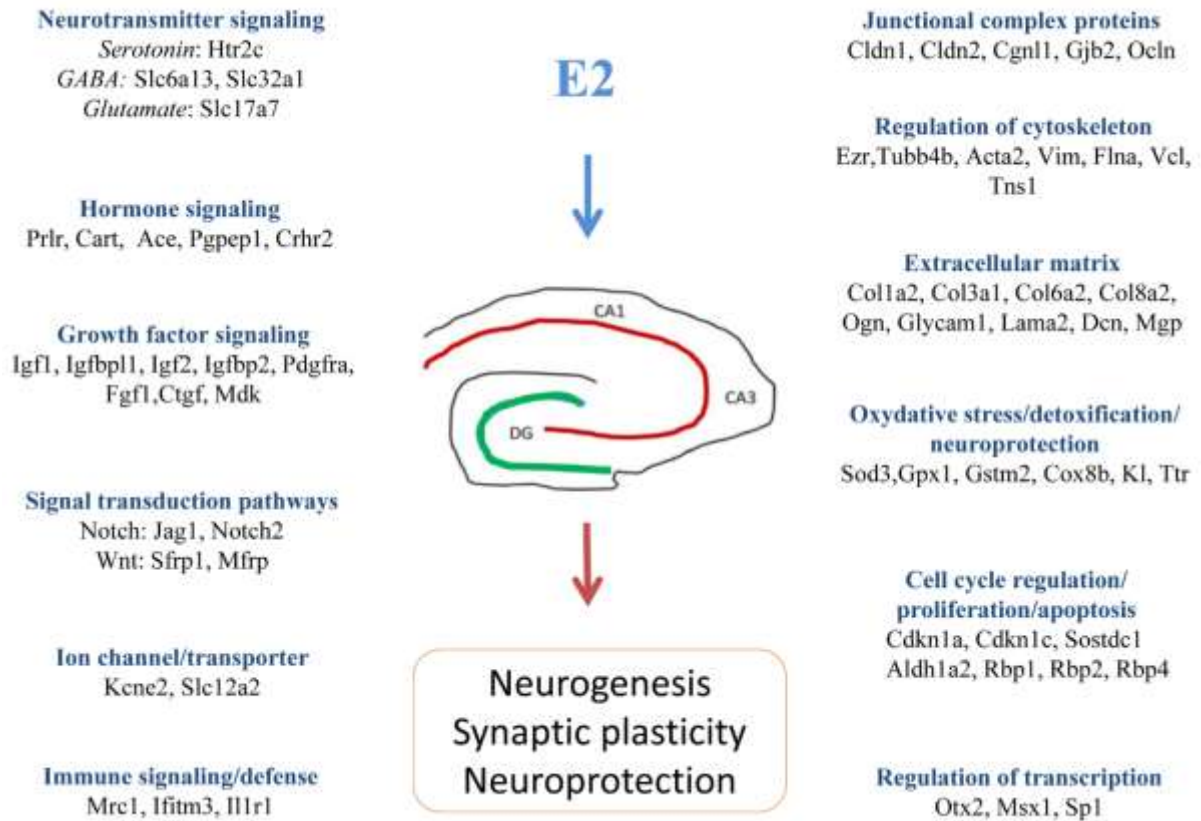 Neurotransmitter signaling
Serotonin: Htr2c
GABA: Slc6a13, Slc32a1
Glutamate: Slc17a7
Hormone signaling
Prlr, Cart, Ace, Pgpep1, Crhr2
Growth factor signaling
Igf1, Igfbpl1, Igf2, Igfbp2, Pdgfra,
Fgf1,Ctgf, Mdk
Signal transduction pathways
Notch: Jag1, Notch2
Wnt: Sfrp1, Mfrp
Ion channel/transporter
Kcne2, Slc12a2
Immune signaling/defense
Mrc1, Ifitm3, Il1r1
E2
CA1
CA3
DG
Neurogenesis
Synaptic plasticity
Neuroprotection
Junctional complex proteins
Cldn1, Cldn2, Cgnl1, Gjb2, Ocln
Regulation of cytoskeleton
Ezr,Tubb4b, Acta2, Vim, Flna, Vcl,
Tns1
Extracellular matrix
Col1a2, Col3a1, Col6a2, Col8a2,
Ogn, Glycam1, Lama2, Dcn, Mgp
Oxydative stress/detoxification/
neuroprotection
Sod3,Gpx1, Gstm2, Cox8b, Kl, Ttr
Cell cycle regulation/
proliferation/apoptosis
Cdkn1a, Cdkn1c, Sostdc1
Aldh1a2, Rbp1, Rbp2, Rbp4
Regulation of transcription
Otx2, Msx1, Sp1